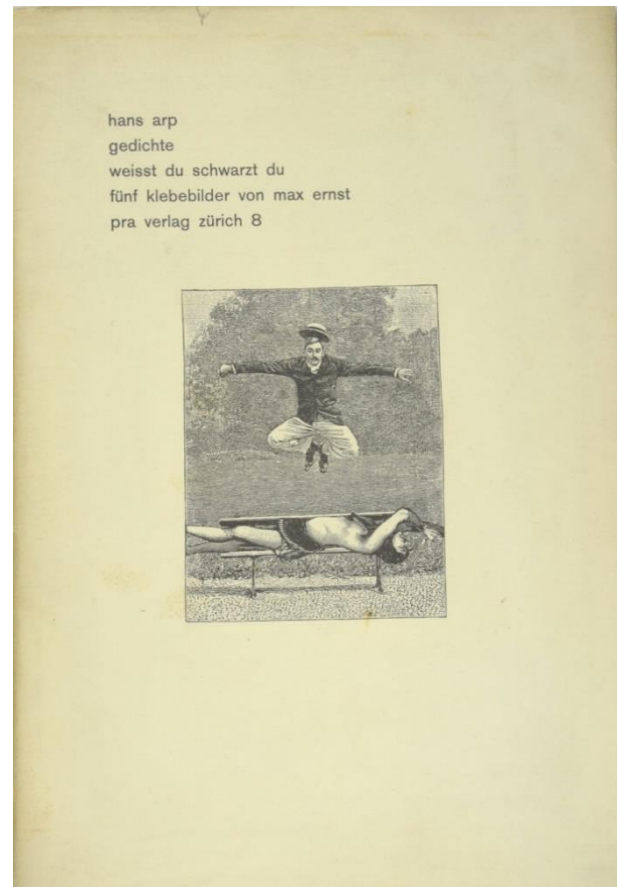 hans arp
gedichte
weisst du schwarzt du
fünf klebebilder von max ernst
pra verlag zürich 8